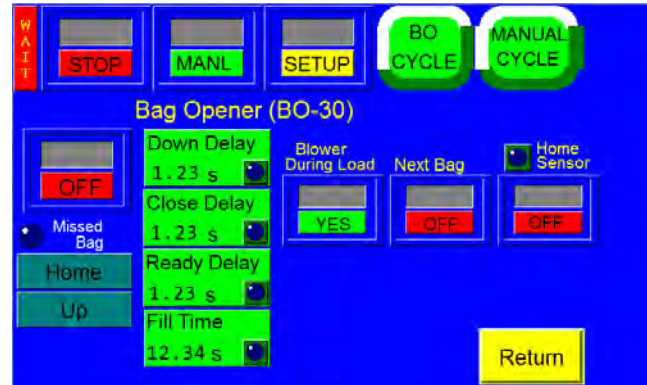 WAIT
STOP
MANL
SETUP
BO
CYCLE
MANUAL
CYCLE
Bag Opener (BO-30)
OFF
Missed
Bag
Home
Up
Down Delay
1.23 s
Close Delay
1.23 s
Ready Delay
1.23 s
Fill Time
12.34 s
Blower
During Load
YES
Next Bag
OFF
Home
Sensor
OFF
Return